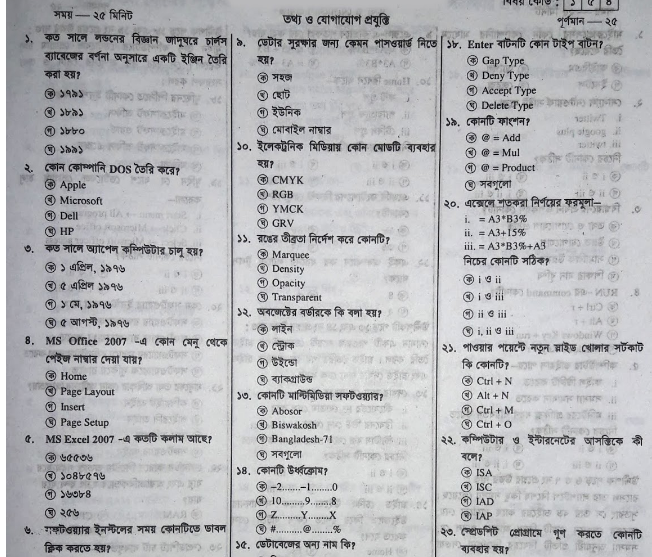 সময় — ২৫ মিনিট
তথ্য ও যোগাযোগ প্রযুক্তি
বিষয় কোড : ১ ৫ ৪
পূর্ণমান — ২৫
১. কত সালে লন্ডনের বিজ্ঞান জাদুঘরে চার্লস
ব্যাবেজের বর্ণনা অনুসারে একটি ইঞ্জিন তৈরি
করা হয়?
ক ১৭৯১
খ ১৮৯১
গ ১৮৮০
ঘ ১৯৯১
২. কোন কোম্পানি DOS তৈরি করে?
ক Apple
খ Microsoft
গ Dell
ঘ HP
৩. কত সালে অ্যাপেল কম্পিউটার চালু হয়?
ক ১ এপ্রিল, ১৯৭৬
খ ৫ এপ্রিল ১৯৭৬
গ ১ মে, ১৯৭৬
ঘ ৫ আগস্ট, ১৯৭৬
৪. MS Office 2007 -এ কোন মেনু থেকে
পেইজ নাম্বার দেয়া যায়?
ক Home
খ Page Layout
গ Insert
ঘ Page Setup
৫. MS Excel 2007 -এ কতটি কলাম আছে?
ক ৬৫৫৩৬
খ ১০৪৮৫৭৬
গ ১৬৩৮৪
ঘ ২৫৬
৬. সফটওয়্যার ইনস্টলের সময় কোনটিতে ডাবল
ক্লিক করতে হয়?
৯. ডেটার সুরক্ষার জন্য কেমন পাসওয়ার্ড নিতে
হয়?
ক সহজ
খ ছোট
গ ইউনিক
ঘ মোবাইল নাম্বার
১০. ইলেকট্রনিক মিডিয়ায় কোন মোডটি ব্যবহার
হয়?
ক CMYK
খ RGB
গ YMCK
ঘ GRV
১১. রঙের তীব্রতা নির্দেশ করে কোনটি?
ক Marquee
খ Density
গ Opacity
ঘ Transparent
১২. অবজেক্টের বর্ডারকে কি বলা হয়?
ক লাইন
খ স্ট্রোক
গ উইন্ডো
ঘ ব্যাকগ্রাউন্ড
১৩. কোনটি মাল্টিমিডিয়া সফটওয়্যার?
ক Abosor
খ Biswakosh
গ Bangladesh-71
ঘ সবগুলো
১৪. কোনটি উর্ধ্বক্রোম?
ক –2.......–1.......0
খ 10.......9.......8
গ Z.......Y.......X
ঘ #.......@.......%
১৫. ডেটাবেজের অন্য নাম কি?
১৮. Enter বাটনটি কোন টাইপ বাটন?
ক Gap Type
খ Deny Type
গ Accept Type
ঘ Delete Type
১৯. কোনটি ফাংশন?
ক @ = Add
খ @ = Mul
গ @ = Product
ঘ সবগুলো
২০. এক্সেলে শতকরা নির্ণয়ের ফরমূলা—
i. = A3*B3%
ii. = A3+15%
iii. = A3*B3%+A3
নিচের কোনটি সঠিক?
ক i ও ii
খ i ও iii
গ ii ও iii
ঘ i, ii ও iii
২১. পাওয়ার পয়েন্টে নতুন স্লাইড খোলার সর্টকাট
কি কোনটি?
ক Ctrl + N
খ Alt + N
গ Ctrl + M
ঘ Ctrl + O
২২. কম্পিউটার ও ইন্টারনেটের আসক্তিকে কী
বলে?
ক ISA
খ ISC
গ IAD
ঘ IAP
২৩. স্প্রেডশিট প্রোগ্রামে গুণ করতে কোনটি
ব্যবহার হয়?